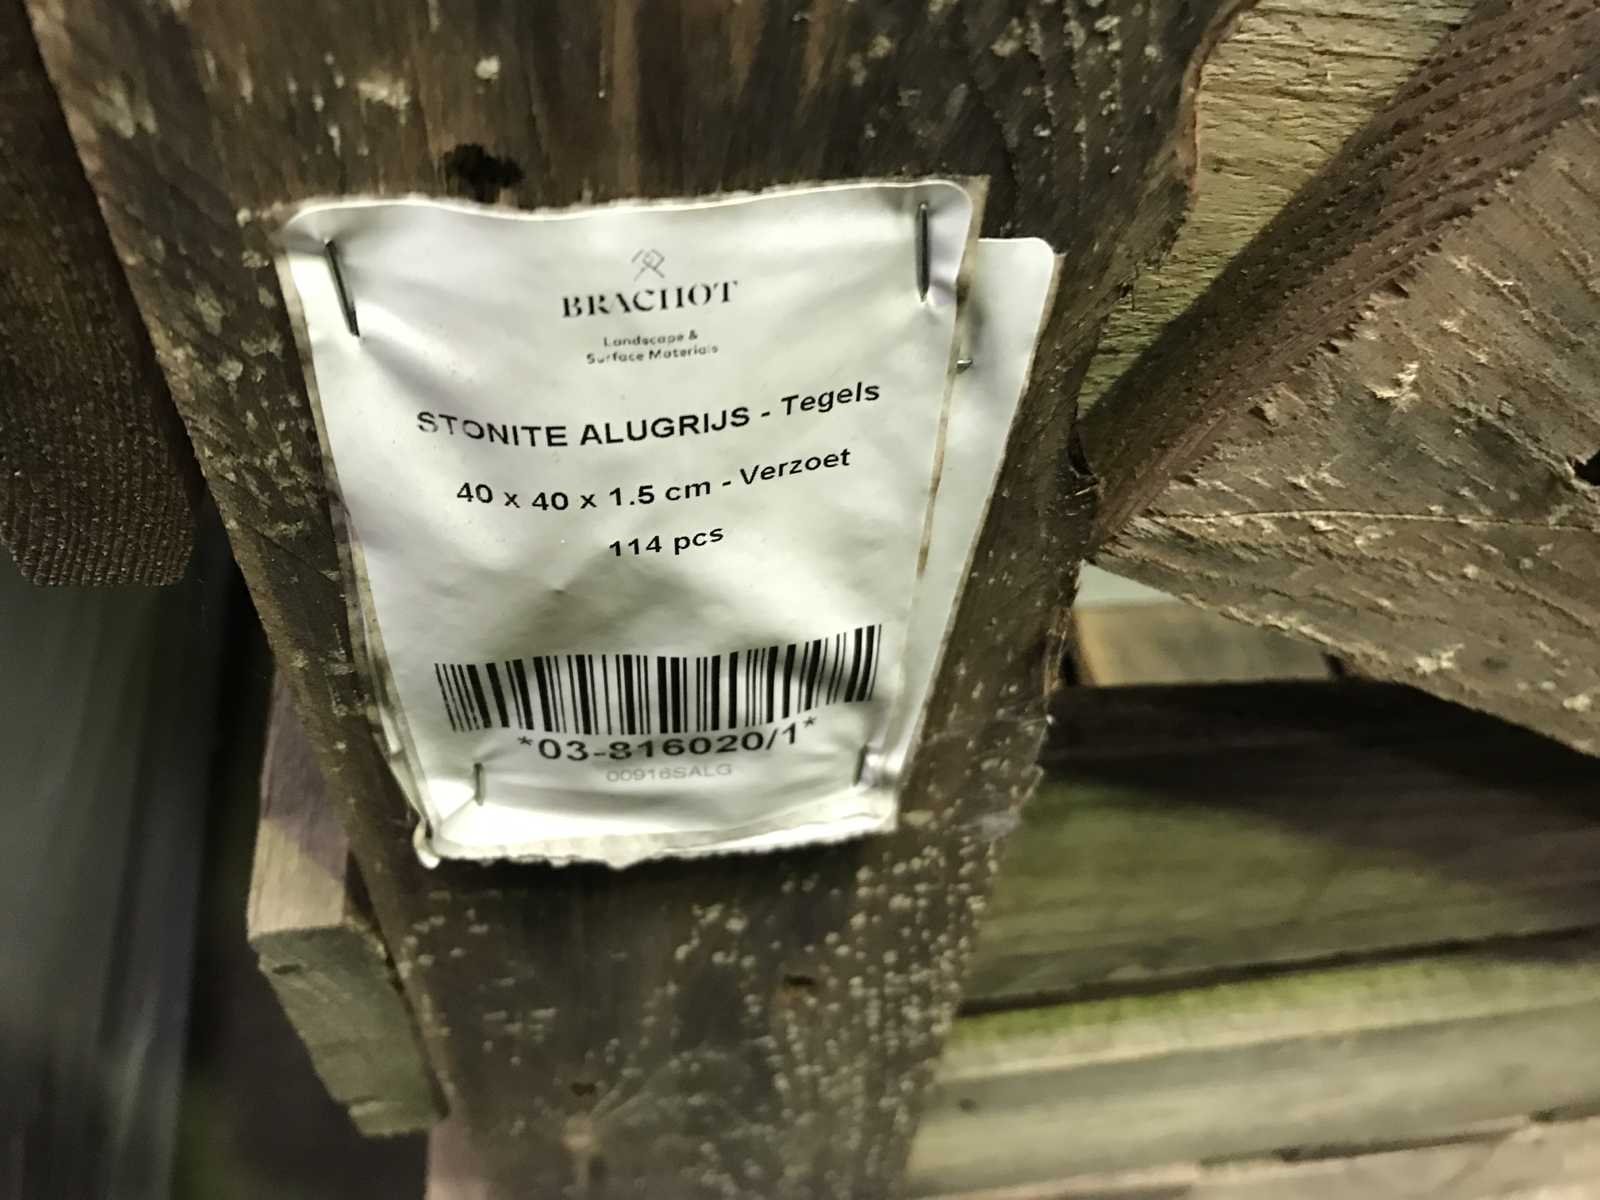 BRACHOT
Landscape &
Surface Materials
STONITE ALUGRIJS - Tegels
40 x 40 x 1.5 cm - Verzoet
114 pcs
*03-816020/1*
00916SALG